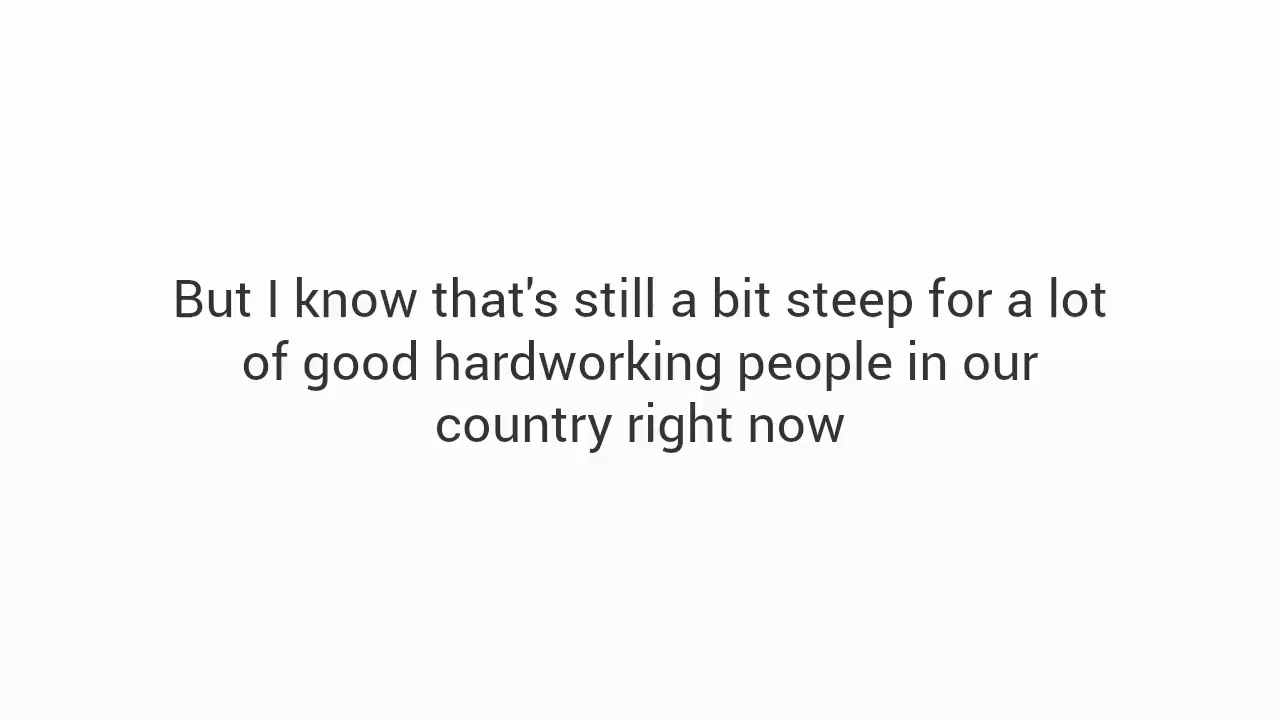 But I know that's still a bit steep for a lot
of good hardworking people in our
country right now